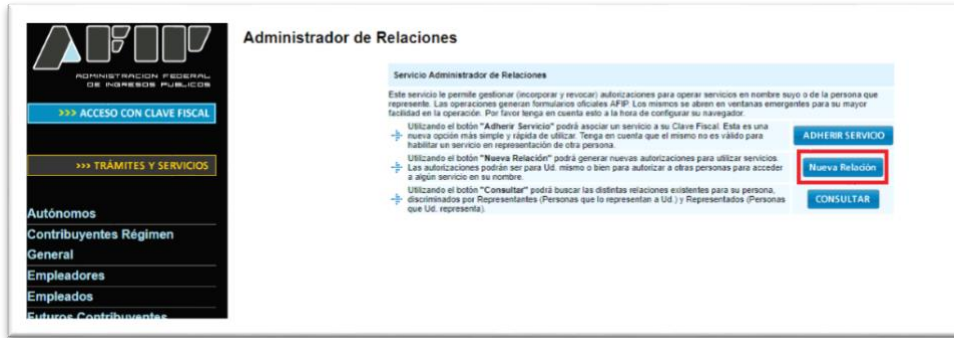 AFIP
ADMINISTRACION FEDERAL
DE INGRESOS PUBLICOS
>>> ACCESO CON CLAVE FISCAL
>>> TRÁMITES Y SERVICIOS
Autónomos
Contribuyentes Régimen
General
Empleadores
Empleados
Futuros Contribuyentes
Administrador de Relaciones
Servicio Administrador de Relaciones
Este servicio le permite gestionar (incorporar y revocar) autorizaciones para operar servicios en nombre suyo o de la persona que
represente. Las operaciones generan formularios oficiales AFIP. Los mismos se abren en ventanas emergentes para su mayor
facilidad en la operación. Por favor tenga en cuenta esto a la hora de configurar su navegador.
Utilizando el botón "Adherir Servicio" podrá asociar un servicio a su Clave Fiscal. Esta es una
nueva opción más simple y rápida de utilizar. Tenga en cuenta que el mismo no es válido para
habilitar un servicio en representación de otra persona.
ADHERIR SERVICIO
Utilizando el botón "Nueva Relación" podrá generar nuevas autorizaciones para utilizar servicios.
Las autorizaciones podrán ser para Ud. mismo o bien para autorizar a otras personas para acceder
a algún servicio en su nombre.
Nueva Relación
Utilizando el botón "Consultar" podrá buscar las distintas relaciones existentes para su persona,
discriminados por Representantes (Personas que lo representan a Ud.) y Representados (Personas
que Ud. representa).
CONSULTAR